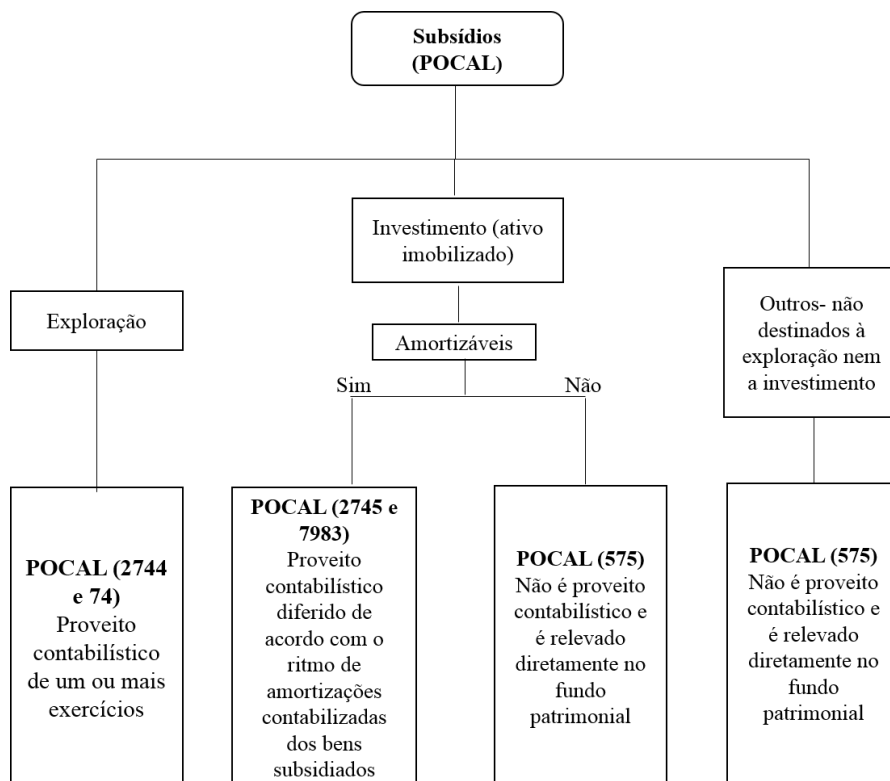 Subsídios
(POCAL)
Investimento (ativo
imobilizado)
Exploração
Outros- não
destinados à
exploração nem
a investimento
Amortizáveis
Sim
Não
POCAL (2744
e 74)
Proveito
contabilístico
de um ou mais
exercícios
POCAL (2745 e
7983)
Proveito
contabilístico
diferido de
acordo com o
ritmo de
amortizações
contabilizadas
dos bens
subsidiados
POCAL (575)
Não é proveito
contabilístico e
é relevado
diretamente no
fundo
patrimonial
POCAL (575)
Não é proveito
contabilístico e
é relevado
diretamente no
fundo
patrimonial